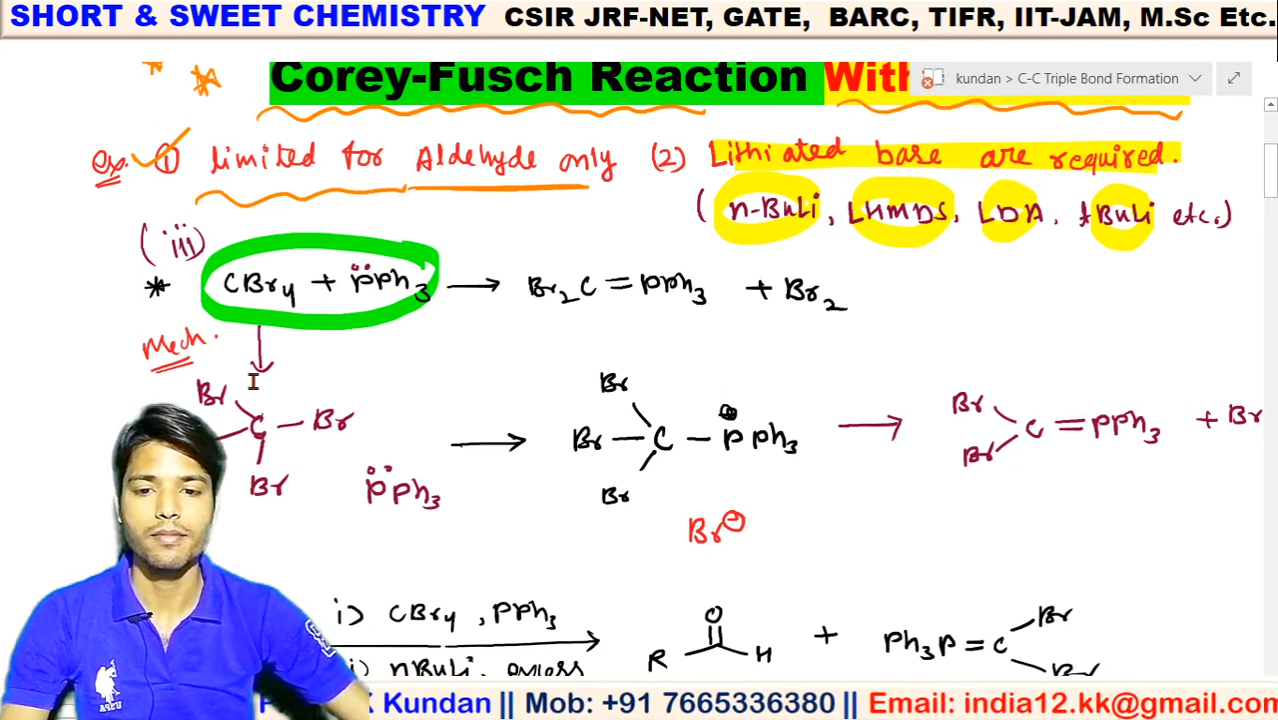 SHORT & SWEET CHEMISTRY CSIR JRF-NET, GATE, BARC, TIFR, IIT-JAM, M.Sc Etc.
Corey-Fusch Reaction With
kundan > C-C Triple Bond Formation
ex. ① limited for Aldehyde only (2) Lithiated base are required.
(n-BuLi, LHMDS, LDA, tBuLi etc.)
(iii)
* CBr4 + PPh3 → Br2C=PPh3 + Br2
Mech.
Br Br Br
Br C Br → Br–C–PPh3 → C=PPh3 + Br
Br PPh3 Br Br
Br⊖
i) CBr4, PPh3 O Br
R H + Ph3P=C
nBuLi, excess Br
K Kundan || Mob: +91 7665336380 || Email: india12.kk@gmail.com